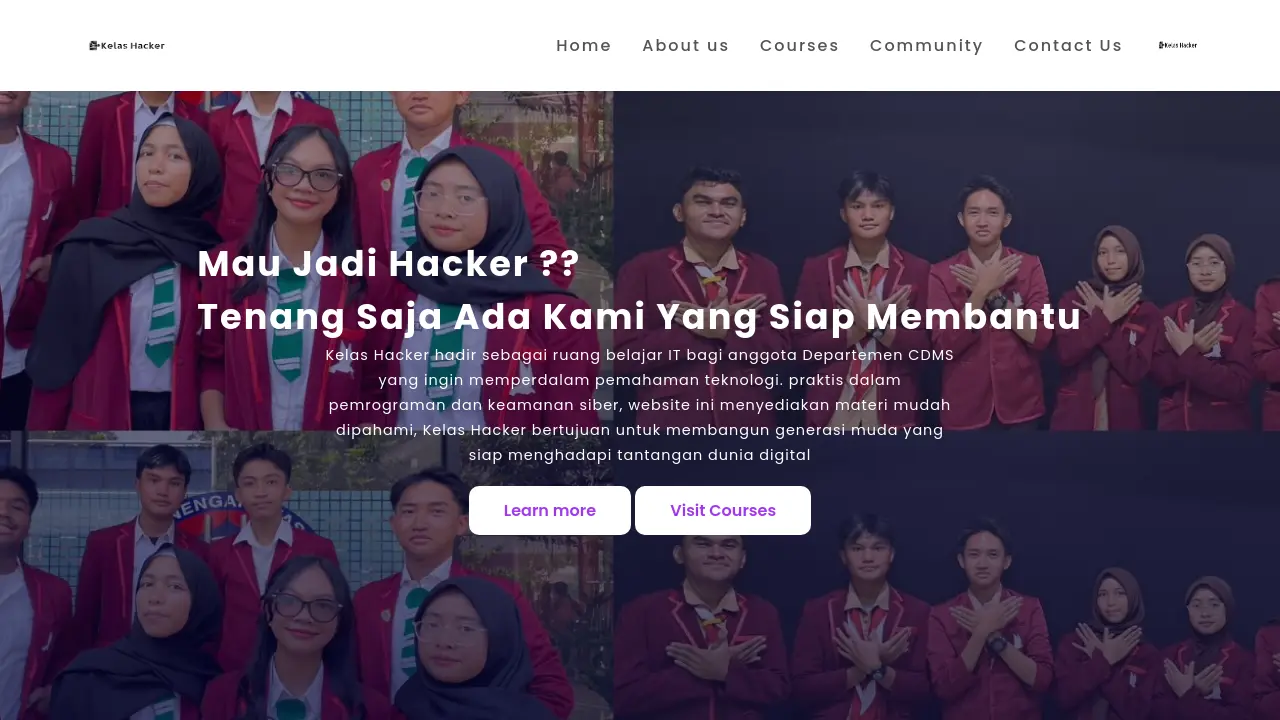 Kelas Hacker
Home
About us
Courses
Community
Contact Us
Kelas Hacker
Mau Jadi Hacker ??
Tenang Saja Ada Kami Yang Siap Membantu
Kelas Hacker hadir sebagai ruang belajar IT bagi anggota Departemen CDMS
yang ingin memperdalam pemahaman teknologi. praktis dalam
pemrograman dan keamanan siber, website ini menyediakan materi mudah
dipahami, Kelas Hacker bertujuan untuk membangun generasi muda yang
siap menghadapi tantangan dunia digital
Learn more
Visit Courses